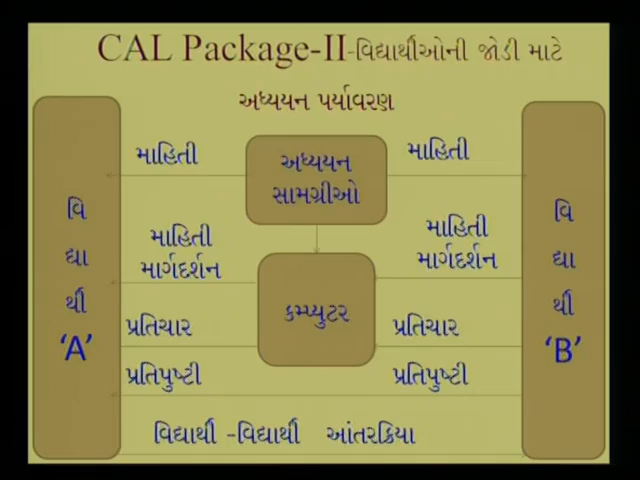 CAL Package-II-વિદ્યાર્થીઓની જોડી માટે
અધ્યયન પર્યાવરણ
માહિતી
અધ્યયન
સામગ્રીઓ
માહિતી
વિ
દ્યા
ર્થી
‘A’
માહિતી
માર્ગદર્શન
કમ્પ્યુટર
માહિતી
માર્ગદર્શન
વિ
દ્યા
ર્થી
‘B’
પ્રતિચાર
પ્રતિચાર
પ્રતિપુષ્ટી
પ્રતિપુષ્ટી
વિદ્યાર્થી -વિદ્યાર્થી આંતરક્રિયા